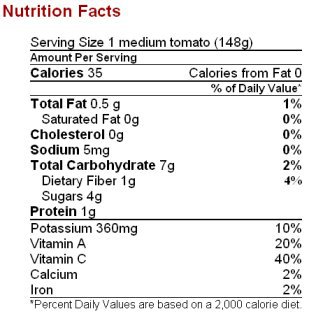 Nutrition Facts
Serving Size 1 medium tomato (148g)
Amount Per Serving
Calories 35 Calories from Fat 0
% of Daily Value*
Total Fat 0.5 g 1%
Saturated Fat 0g 0%
Cholesterol 0g 0%
Sodium 5mg 0%
Total Carbohydrate 7g 2%
Dietary Fiber 1g 4%
Sugars 4g
Protein 1g
Potassium 360mg 10%
Vitamin A 20%
Vitamin C 40%
Calcium 2%
Iron 2%
*Percent Daily Values are based on a 2,000 calorie diet.